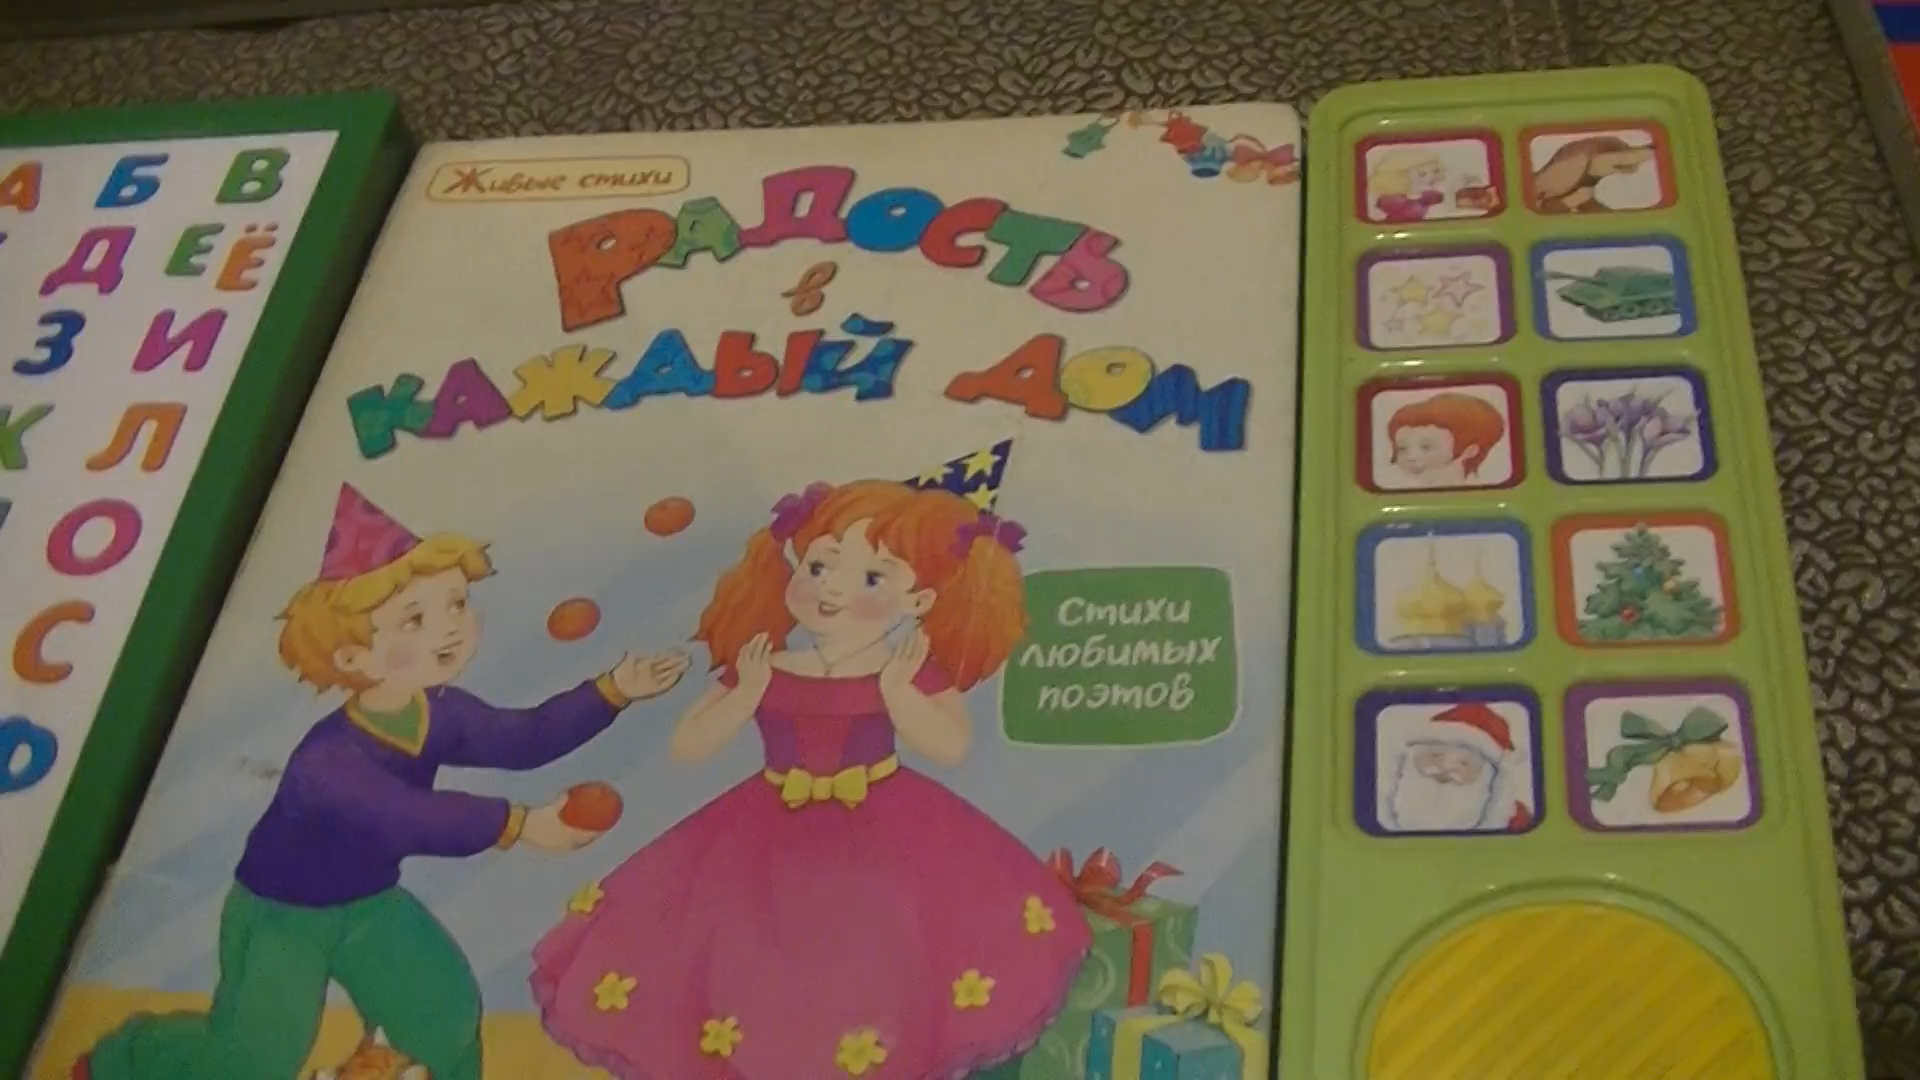 А Б В
Д Е Ё
З И
К Л
О
С
Живые стихи
Радость
в
каждый дом
Стихи
любимых
поэтов